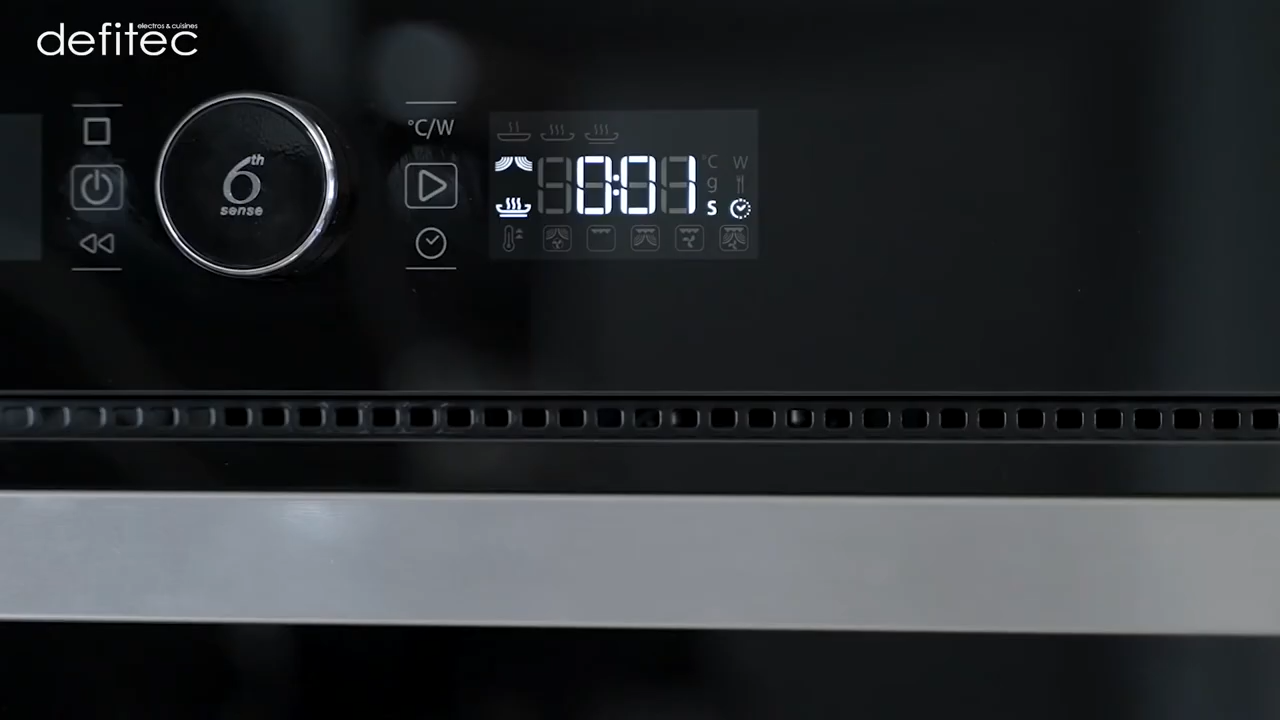 electros & cuisines
defitec
°C/W
6th
sense
0:01
°C W
g
s